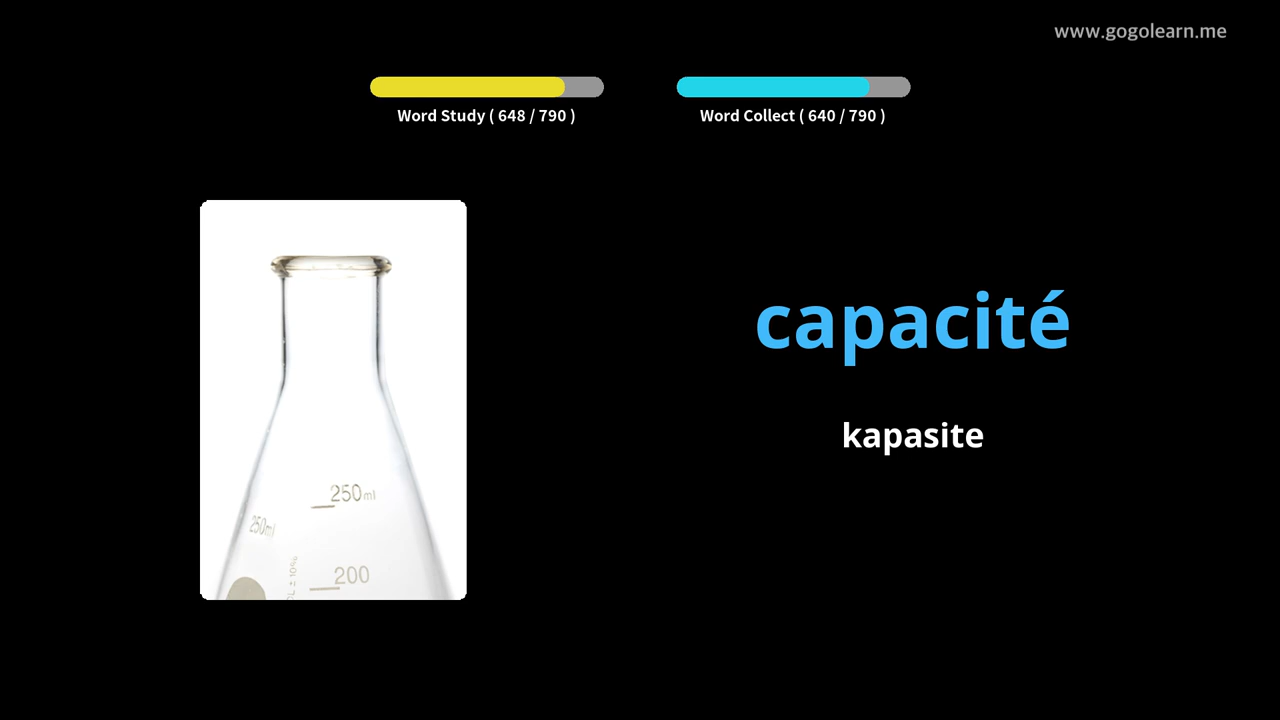 www.gogolearn.me
Word Study ( 648 / 790 )
Word Collect ( 640 / 790 )
capacité
kapasite
250ml
250ml
200